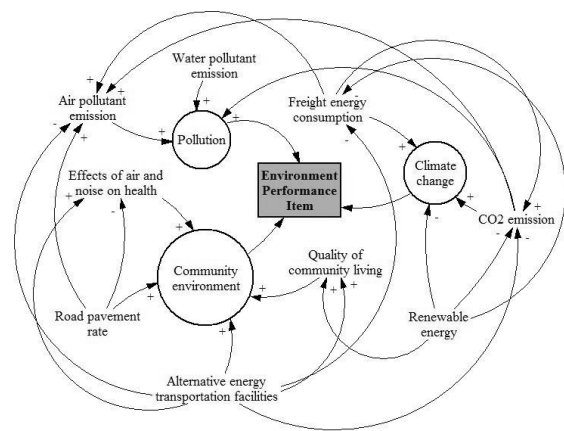 Water pollutant
emission
Air pollutant
emission
Freight energy
consumption
Pollution
Climate
change
Environment
Performance
Item
Effects of air and
noise on health
CO2 emission
Quality of
community living
Community
environment
Road pavement
rate
Renewable
energy
Alternative energy
transportation facilities
+
+
-
+
+
+
+
+
-
-
+
+
-
+
+
-
-
-
+
-
+
+
+
+
+
+